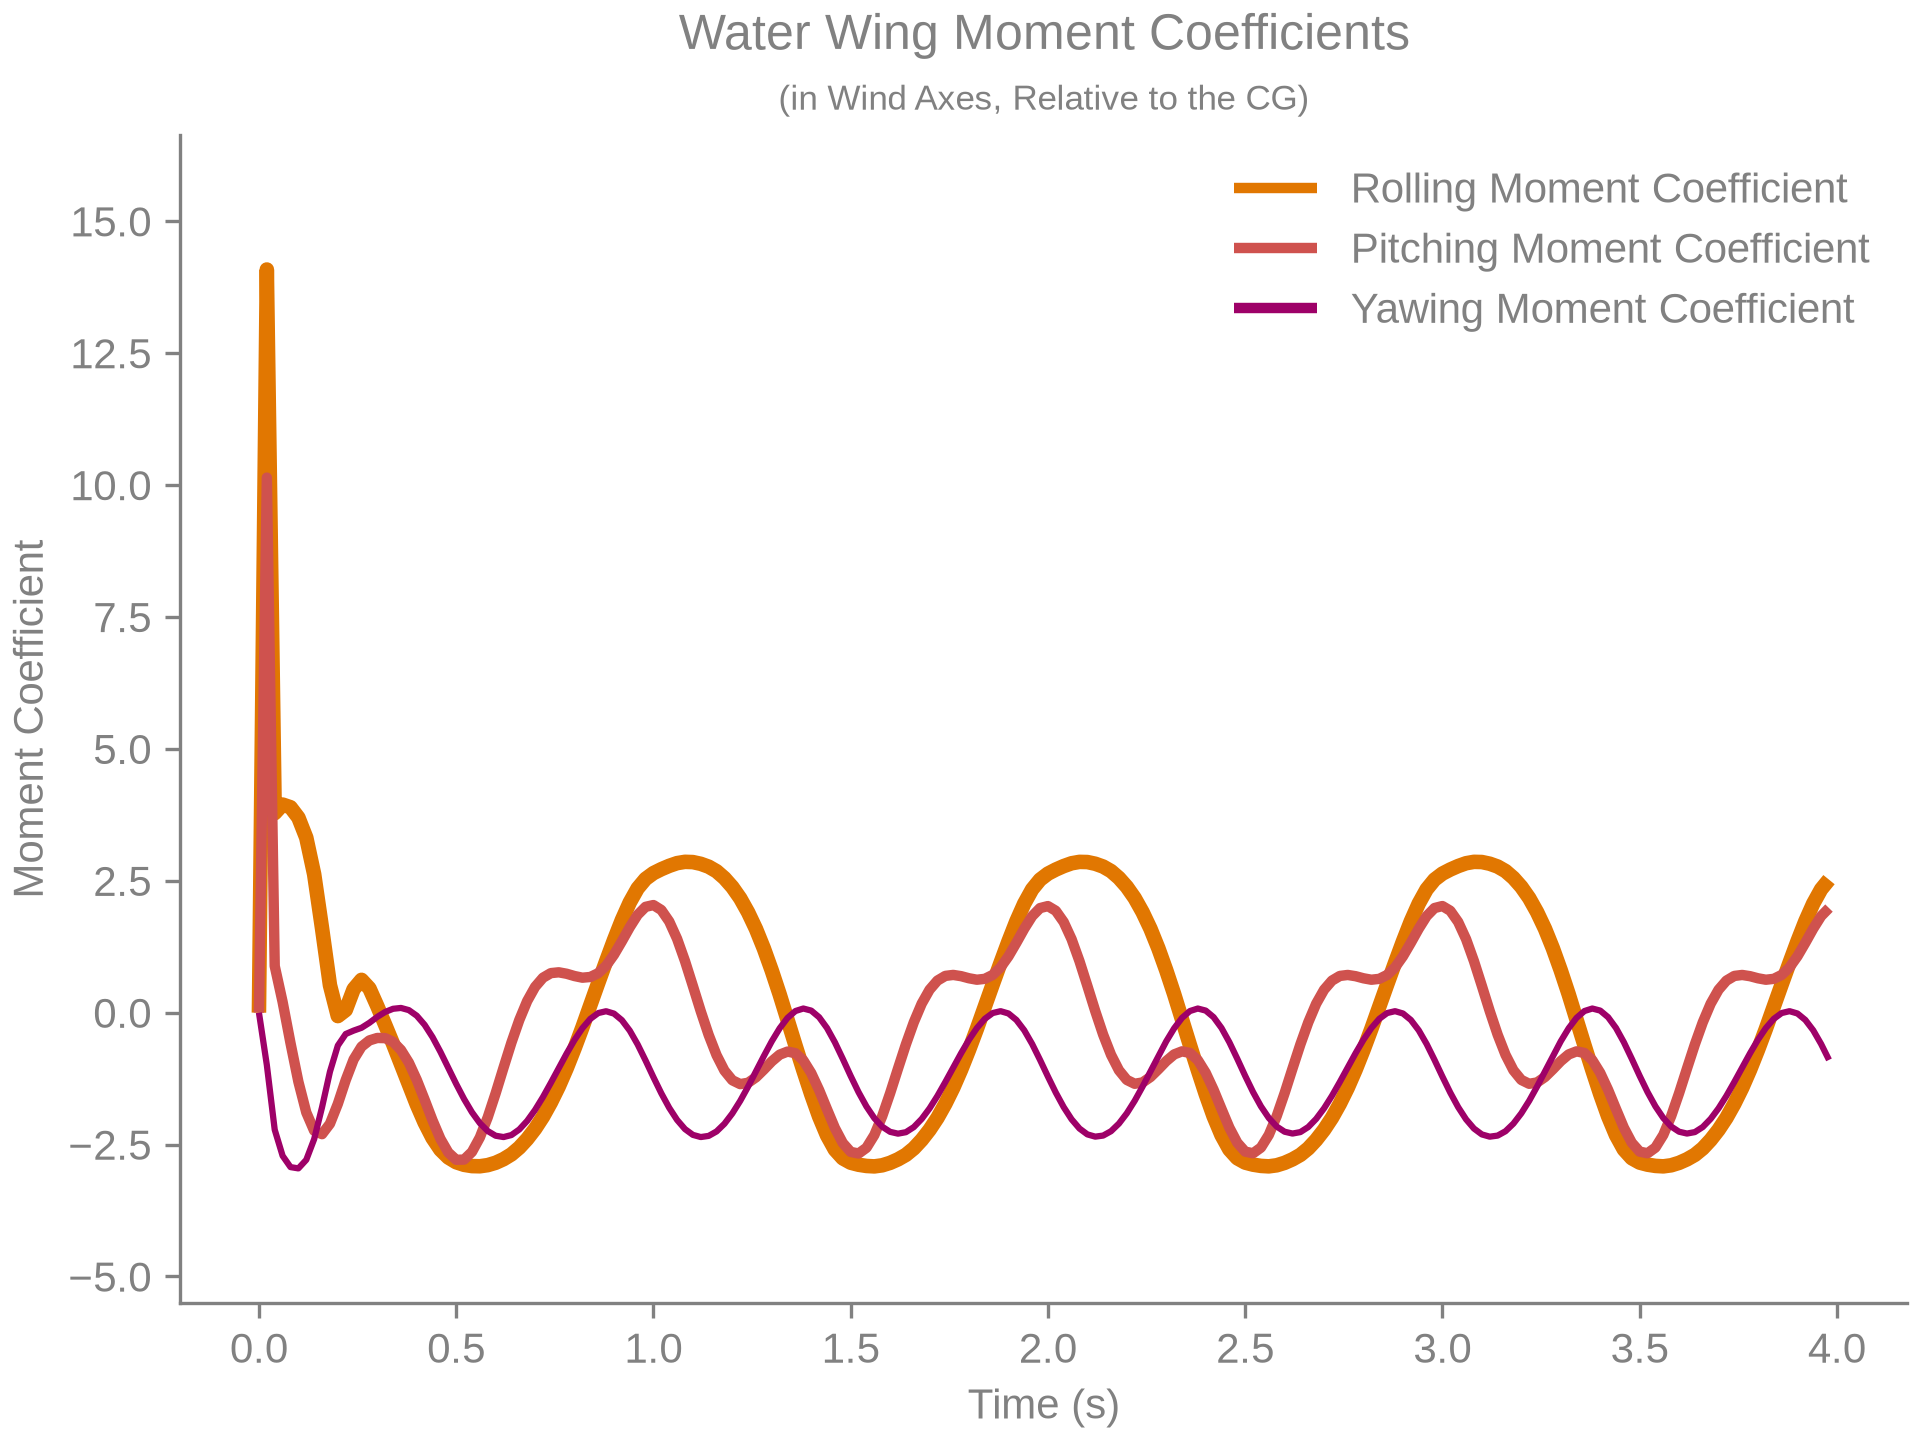 Water Wing Moment Coefficients
(in Wind Axes, Relative to the CG)
Rolling Moment Coefficient
Pitching Moment Coefficient
Yawing Moment Coefficient
Moment Coefficient
15.0
12.5
10.0
7.5
5.0
2.5
0.0
−2.5
−5.0
0.0 0.5 1.0 1.5 2.0 2.5 3.0 3.5 4.0
Time (s)